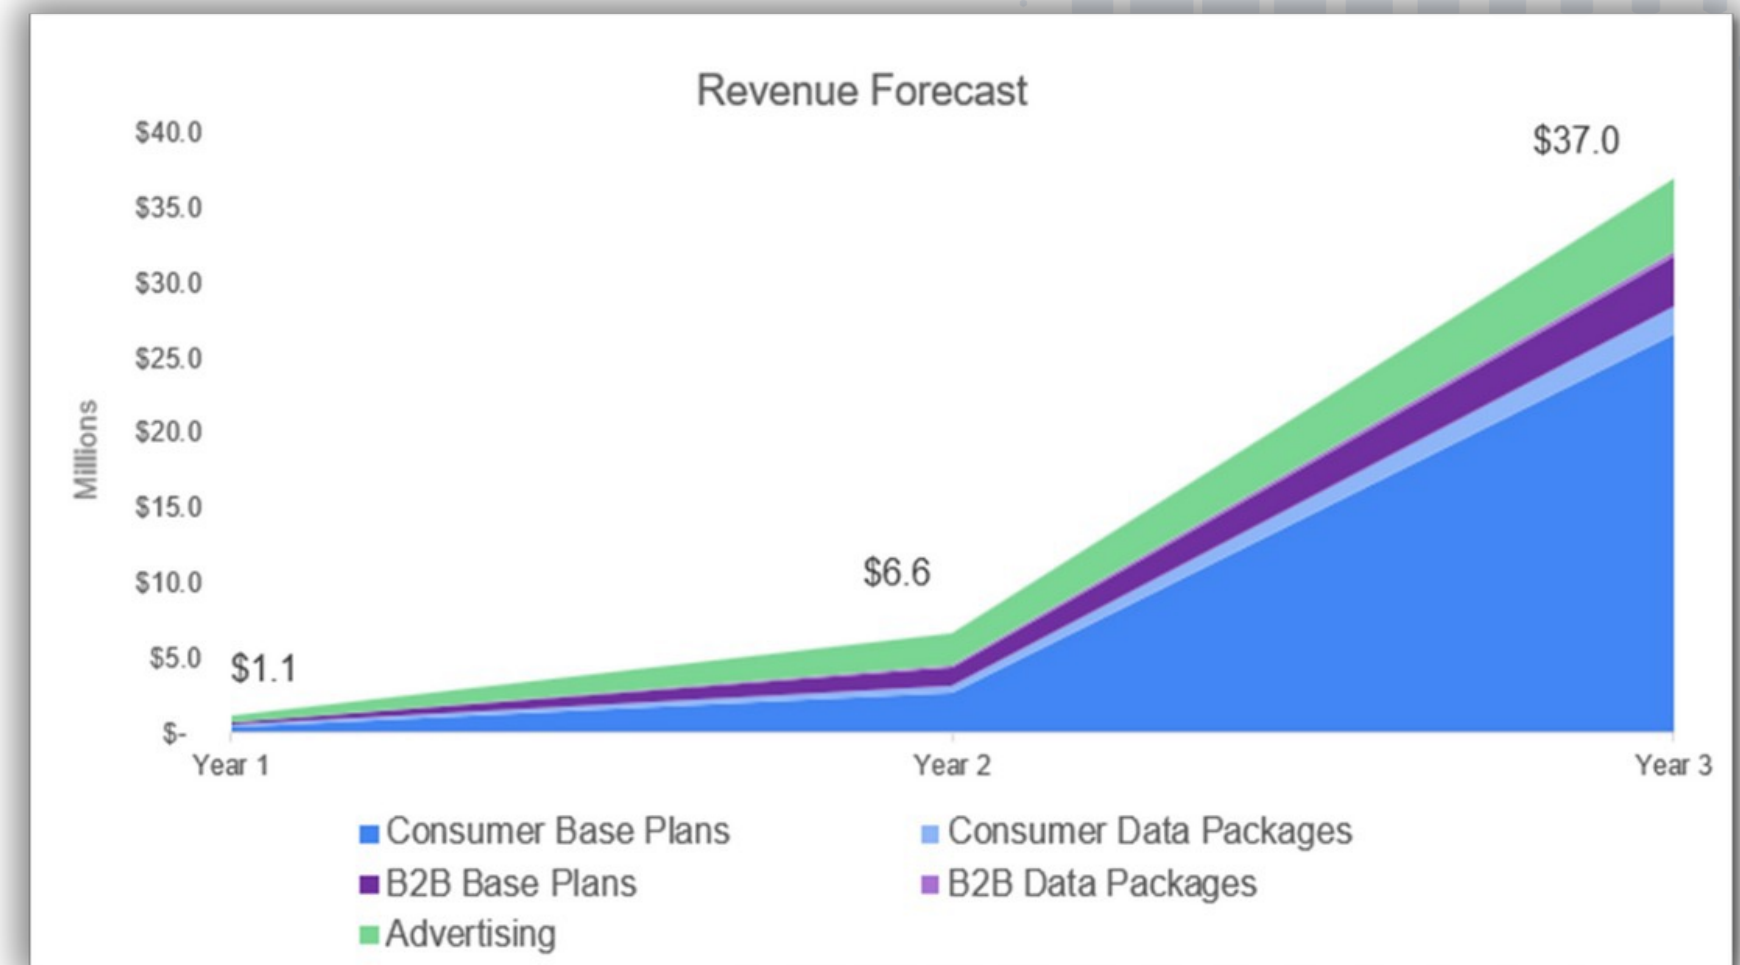 Revenue Forecast
$40.0
$37.0
$35.0
$30.0
$25.0
$20.0
Millions
$15.0
$10.0
$6.6
$5.0
$1.1
$-
Year 1
Year 2
Year 3
Consumer Base Plans
Consumer Data Packages
B2B Base Plans
B2B Data Packages
Advertising